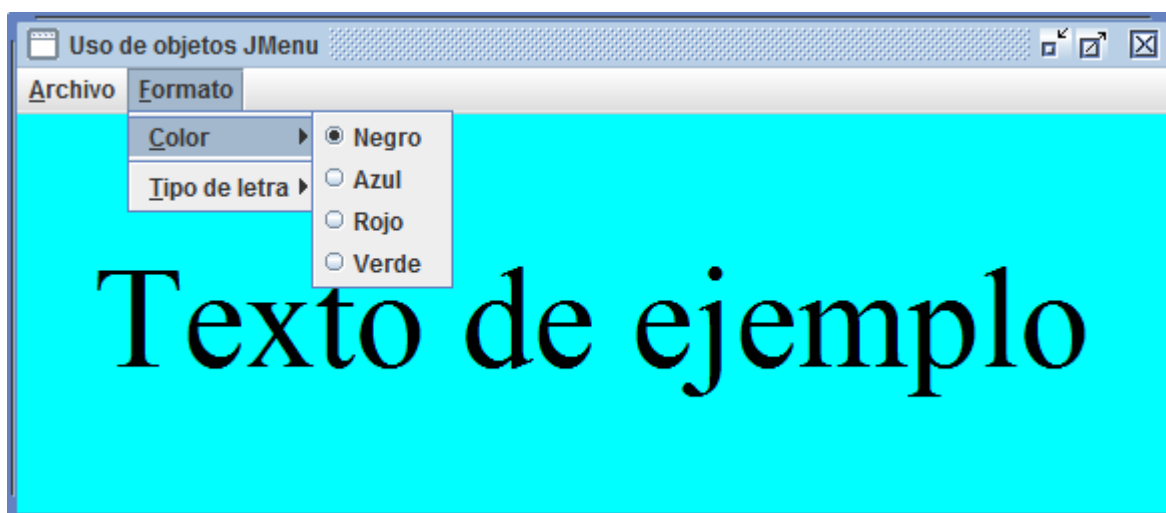 Uso de objetos JMenu
Archivo Formato
Color
Negro
Azul
Tipo de letra
Rojo
Verde
Texto de ejemplo